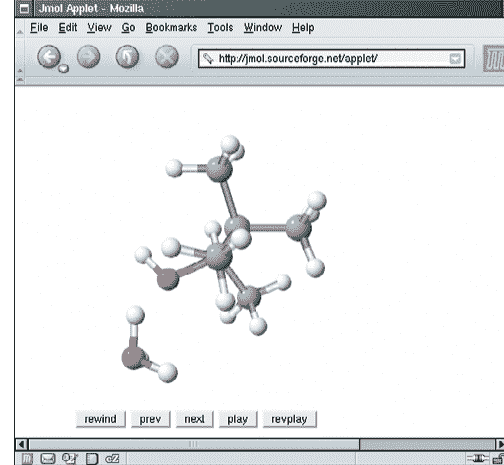 Jmol Applet - Mozilla
File Edit View Go Bookmarks Tools Window Help
http://jmol.sourceforge.net/applet/
rewind prev next play revplay